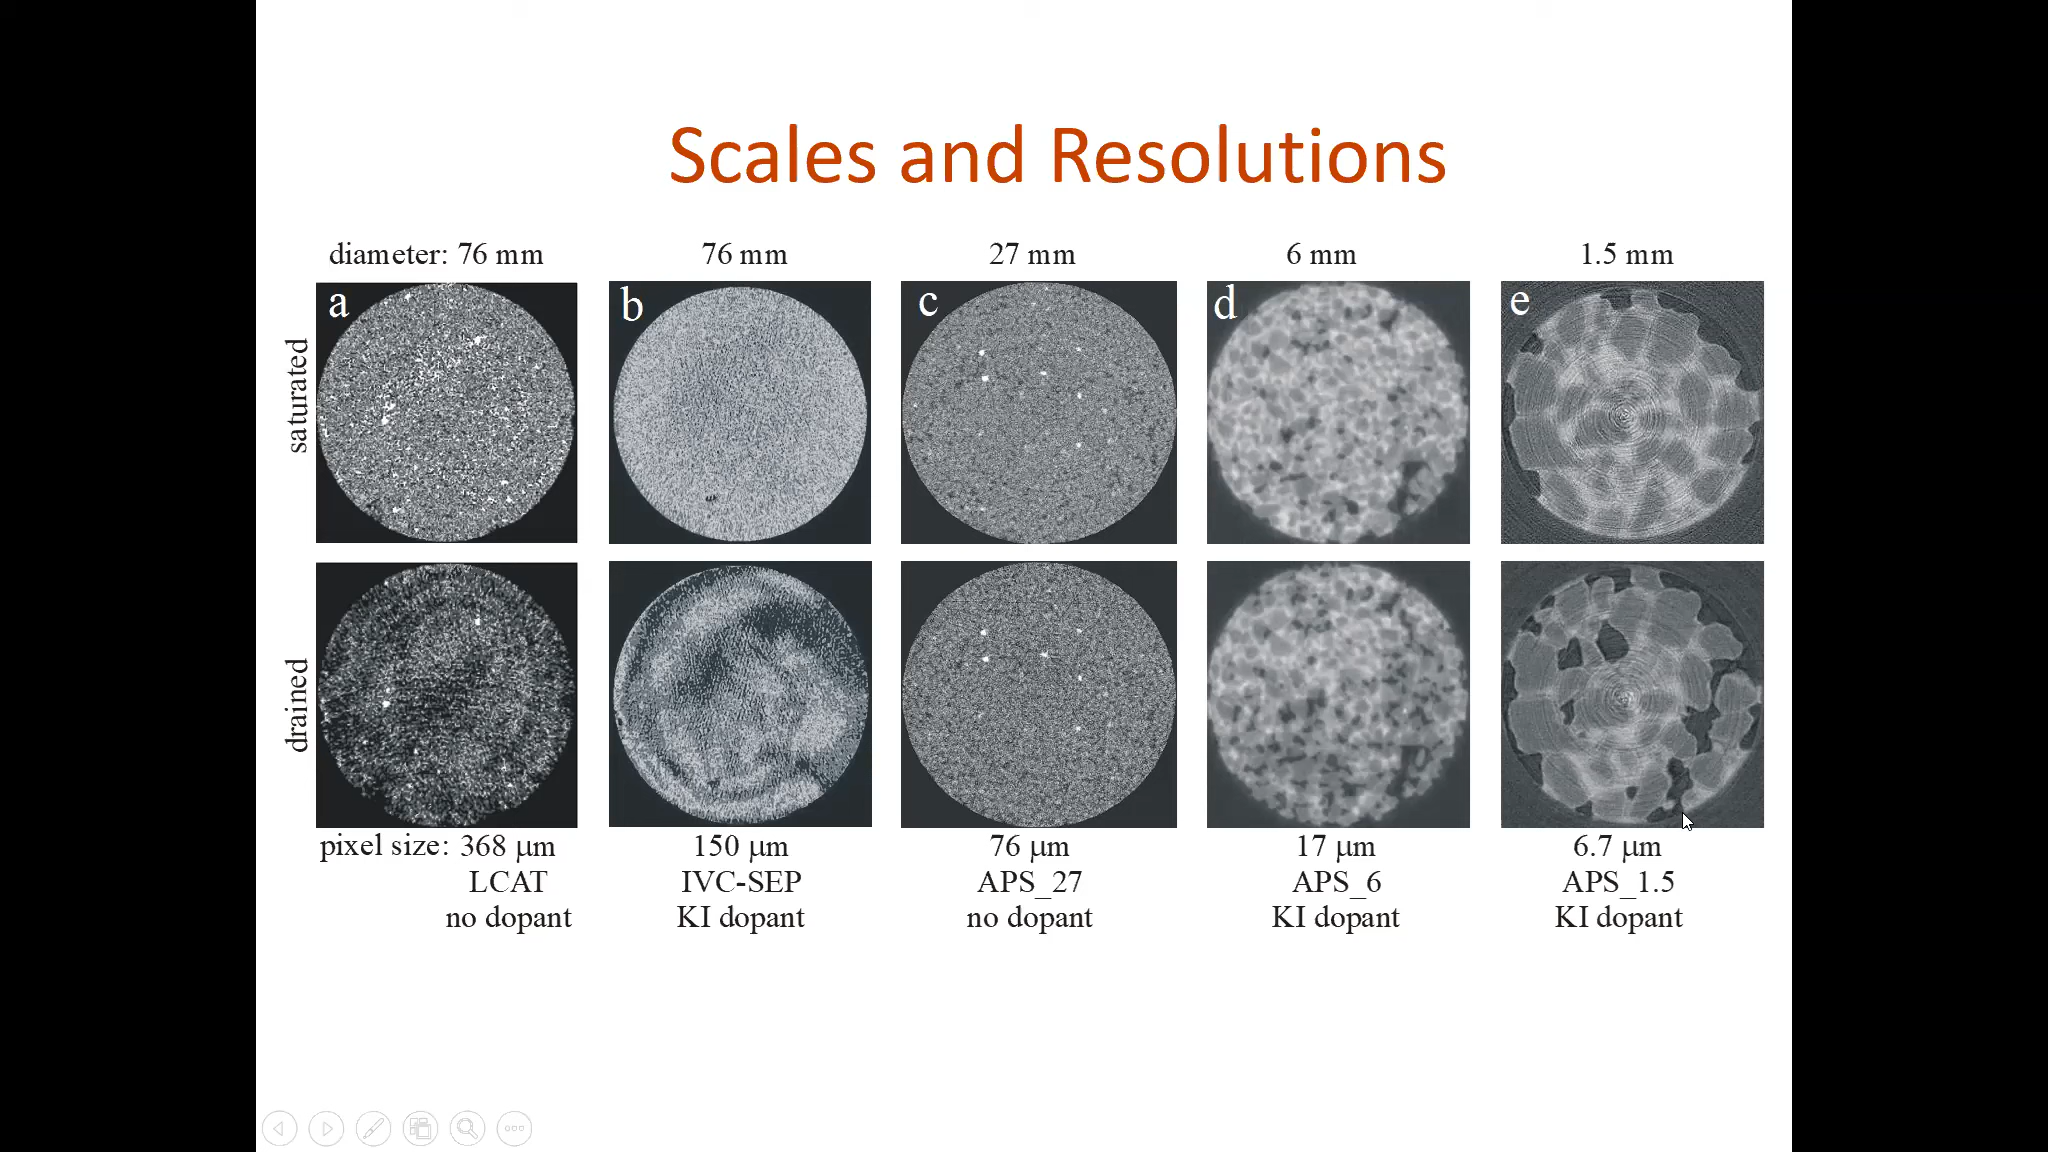 Scales and Resolutions
diameter: 76 mm
76 mm
27 mm
6 mm
1.5 mm
saturated
a
b
c
d
e
drained
pixel size: 368 μm
150 μm
76 μm
17 μm
6.7 μm
LCAT
IVC-SEP
APS_27
APS_6
APS_1.5
no dopant
KI dopant
no dopant
KI dopant
KI dopant